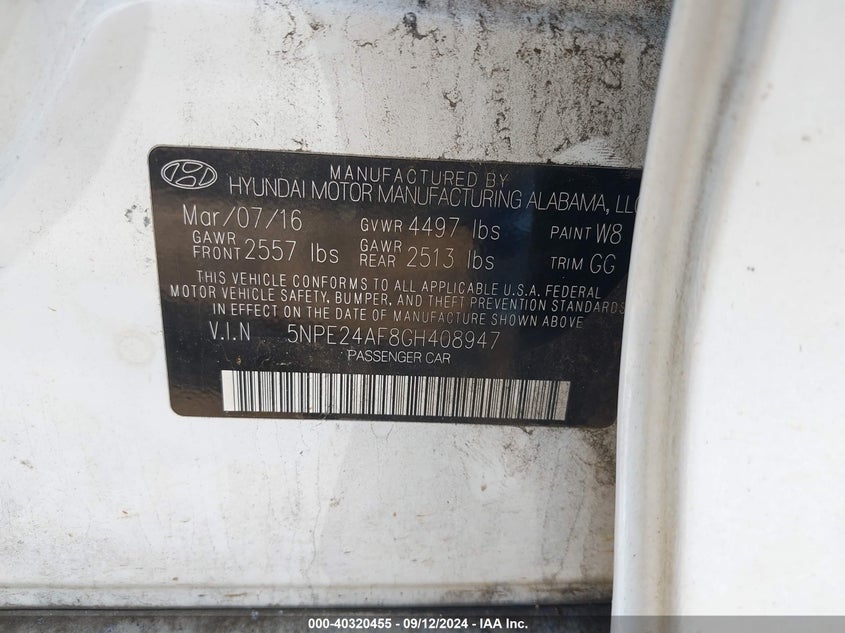 MANUFACTURED BY
HYUNDAI MOTOR MANUFACTURING ALABAMA, LLC
Mar/07/16 GVWR 4497 lbs PAINT W8
GAWR FRONT 2557 lbs GAWR REAR 2513 lbs TRIM GG
THIS VEHICLE CONFORMS TO ALL APPLICABLE U.S.A. FEDERAL
MOTOR VEHICLE SAFETY, BUMPER, AND THEFT PREVENTION STANDARDS
IN EFFECT ON THE DATE OF MANUFACTURE SHOWN ABOVE.
V.I.N 5NPE24AF8GH408947
PASSENGER CAR
000-40320455 - 09/12/2024 - IAA Inc.